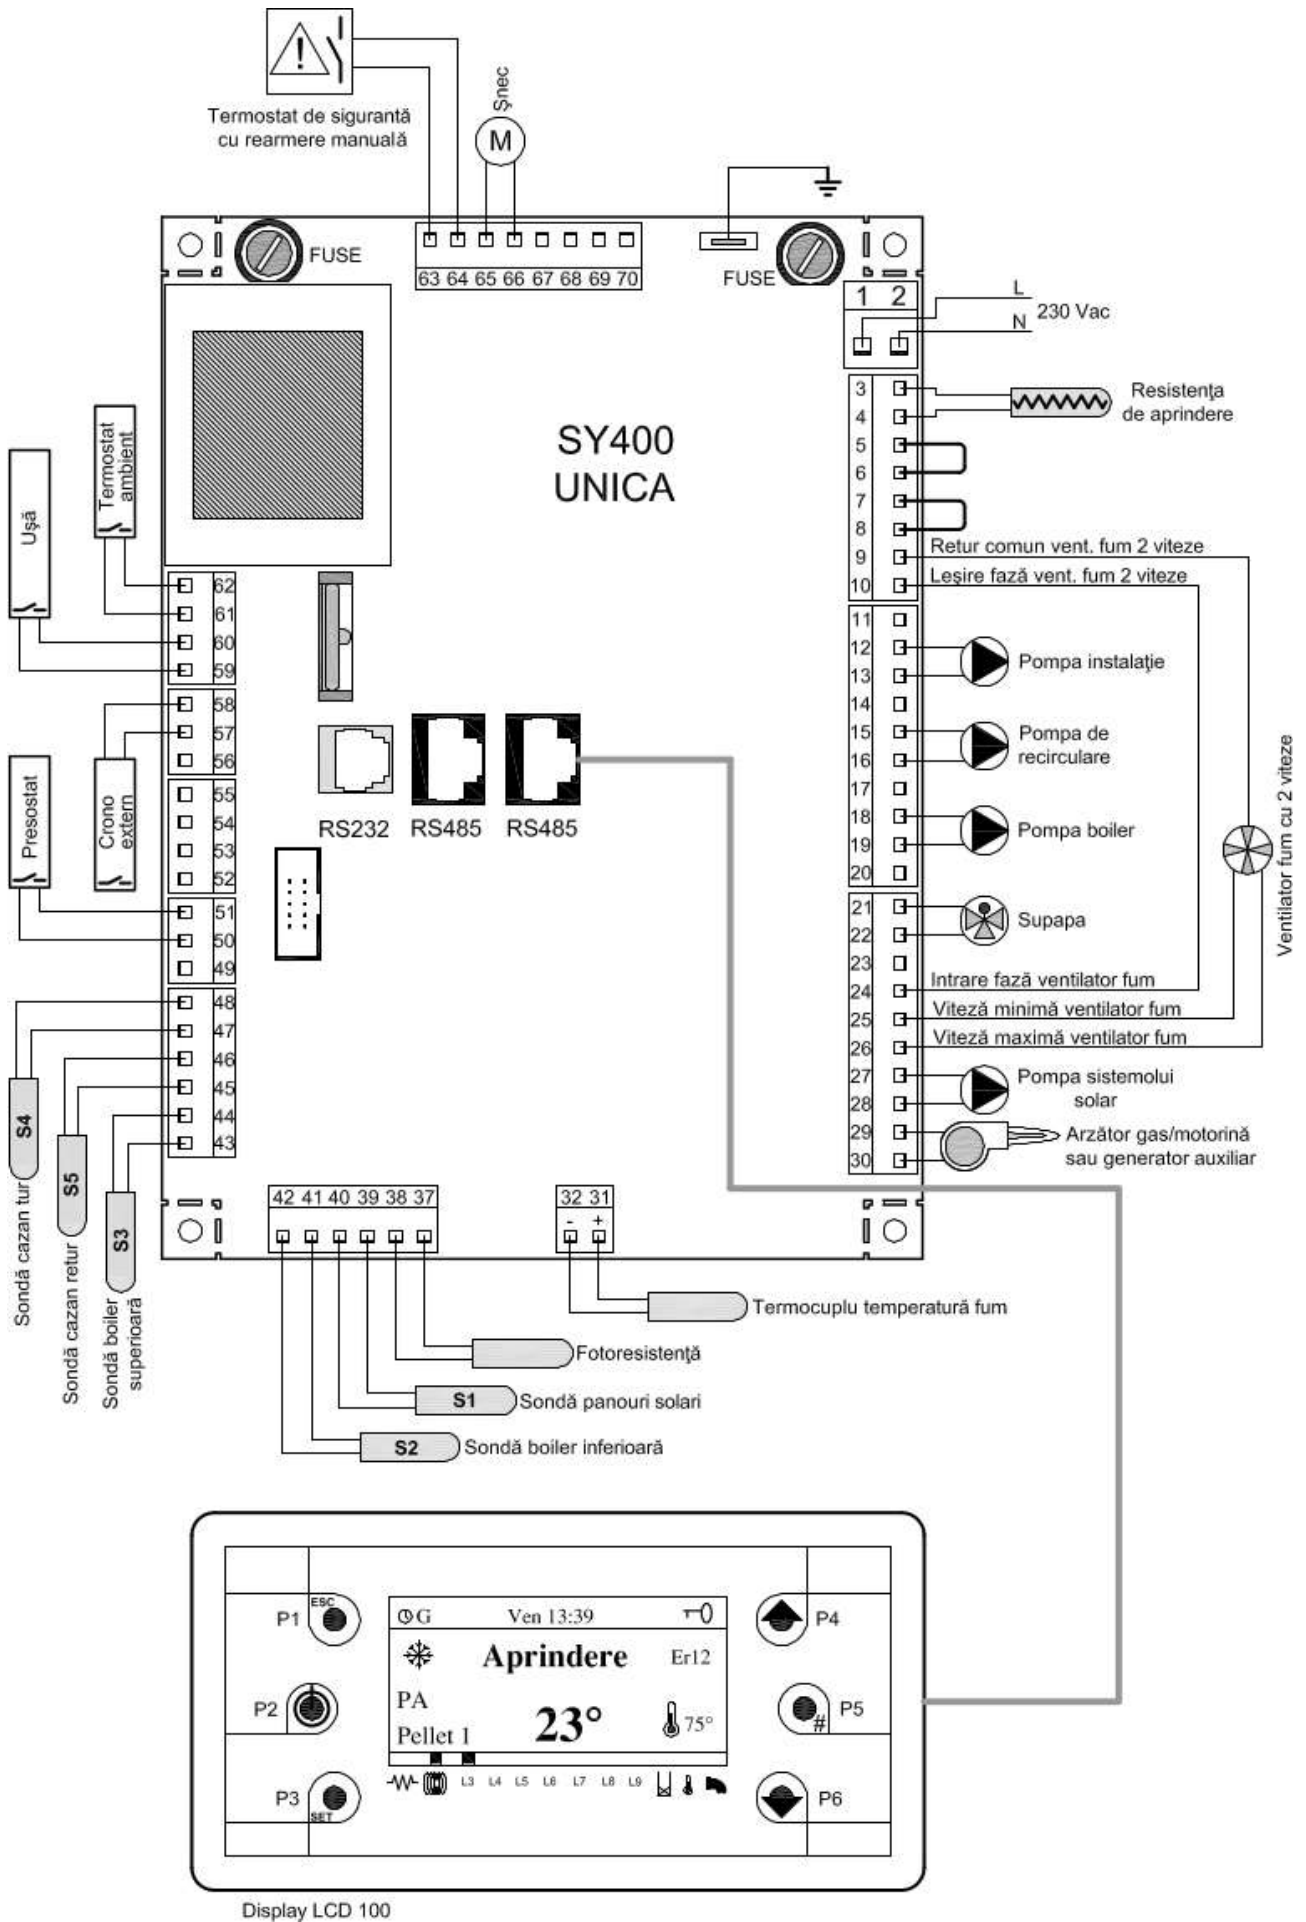 Termostat de sigurantă
cu rearmere manuală
Şnec
M
FUSE
63 64 65 66 67 68 69 70
FUSE
1 2
L
230 Vac
N
SY400
UNICA
3
4
Resistenţa
de aprindere
5
6
7
8
9
Retur comun vent. fum 2 viteze
10
Leşire fază vent. fum 2 viteze
11
12
13
Pompa instalaţie
14
15
16
Pompa de
recirculare
17
18
19
Pompa boiler
20
21
22
Supapa
23
24
Intrare fază ventilator fum
25
Viteză minimă ventilator fum
26
Viteză maximă ventilator fum
Ventilator fum cu 2 viteze
27
28
Pompa sistemolui
solar
29
30
Arzător gas/motorină
sau generator auxiliar
Uşă
Termostat
ambient
62
61
60
59
58
57
56
55
54
53
52
51
50
49
48
47
46
45
44
43
Presostat
Crono
extern
RS232 RS485 RS485
S4
Sondă cazan tur
S5
Sondă cazan retur
S3
Sondă boiler
superioară
42 41 40 39 38 37
32 31
- +
Termocuplu temperatură fum
Fotoresistenţă
S1 Sondă panouri solari
S2 Sondă boiler inferioară
P1 ESC
P2
P3 SET
G Ven 13:39
Aprindere Er12
PA
23° 75°
Pellet 1
L3 L4 L5 L6 L7 L8 L9
P4
P5 #
P6
Display LCD 100